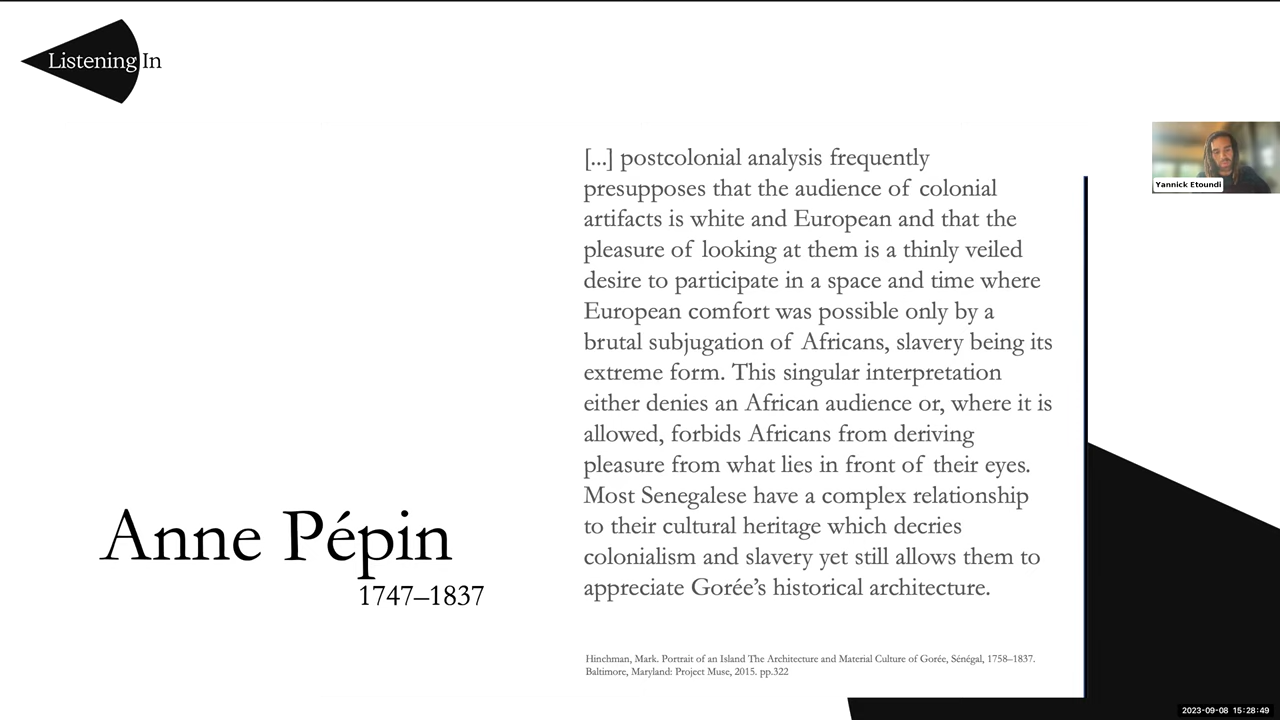 Listening In
[...] postcolonial analysis frequently
presupposes that the audience of colonial
artifacts is white and European and that the
pleasure of looking at them is a thinly veiled
desire to participate in a space and time where
European comfort was possible only by a
brutal subjugation of Africans, slavery being its
extreme form. This singular interpretation
either denies an African audience or, where it is
allowed, forbids Africans from deriving
pleasure from what lies in front of their eyes.
Most Senegalese have a complex relationship
to their cultural heritage which decries
colonialism and slavery yet still allows them to
appreciate Gorée’s historical architecture.
Yannick Etoundi
Anne Pépin
1747–1837
Hinchman, Mark. Portrait of an Island The Architecture and Material Culture of Gorée, Sénégal, 1758–1837.
Baltimore, Maryland: Project Muse, 2015. pp.322
2023-09-08 15:28:49